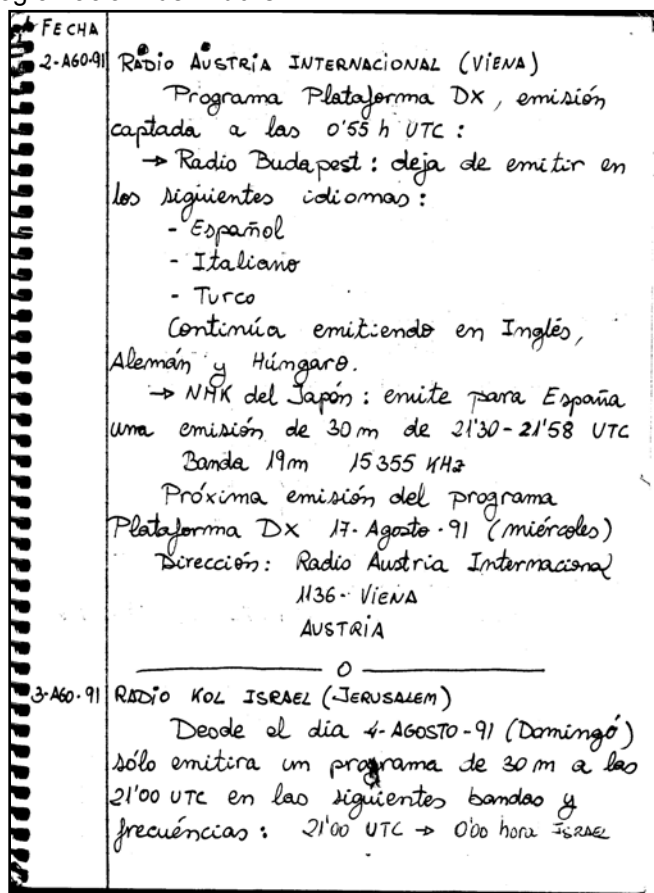 FECHA
2-AGO-91 RADIO AUSTRIA INTERNACIONAL (VIENA)
Programa Plataforma DX, emisión
captada a las 0'55 h UTC :
→ Radio Budapest : deja de emitir en
los siguientes idiomas :
- Español
- Italiano
- Turco
Continúa emitiendo en Inglés,
Alemán y Húngaro.
→ NHK del Japón : emite para España
una emisión de 30 m de 21'30 - 21'58 UTC
Banda 19m 15355 KHz
Próxima emisión del programa
Plataforma DX 17-Agosto-91 (miércoles)
Dirección: Radio Austria Internacional
1136- VIENA
AUSTRIA
O
3-AGO-91 RADIO KOL ISRAEL (JERUSALEM)
Desde el dia 4-AGOSTO-91 (Domingó)
sólo emitira un programa de 30 m a las
21'00 UTC en las siguientes bandas y
frecuéncias : 21'00 UTC → 0'00 hora ISRAEL